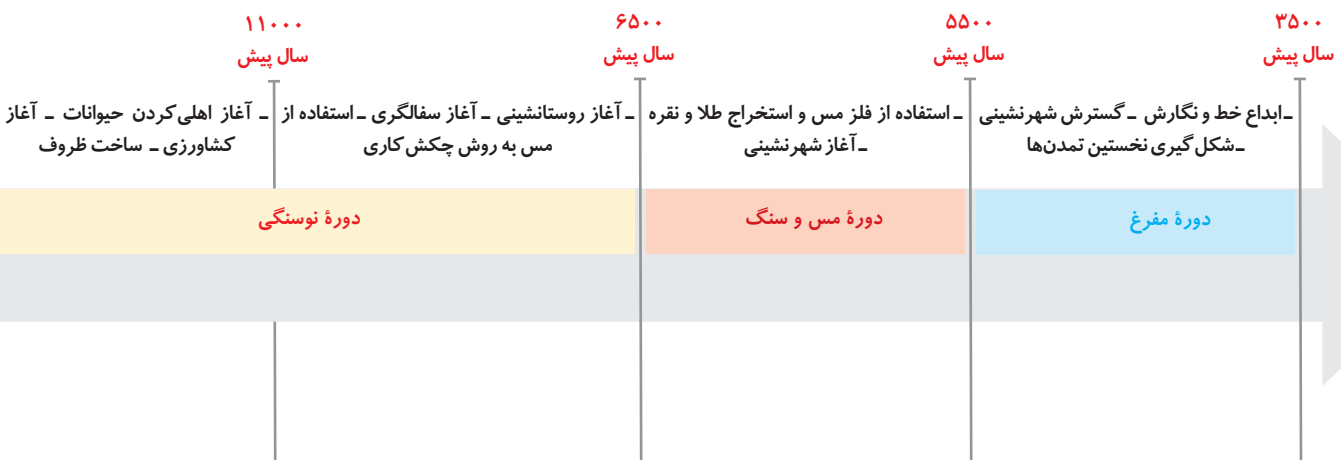 ۱۱۰۰۰
سال پیش
۶۵۰۰
سال پیش
۵۵۰۰
سال پیش
۳۵۰۰
سال پیش
ـ آغاز اهلی‌کردن حیوانات ـ آغاز
کشاورزی ـ ساخت ظروف
ـ آغاز روستانشینی ـ آغاز سفالگری ـ استفاده از
مس به روش چکش‌کاری
ـ استفاده از فلز مس و استخراج طلا و نقره
ـ آغاز شهرنشینی
ـ ابداع خط و نگارش ـ گسترش شهرنشینی
ـ شکل‌گیری نخستین تمدن‌ها
دورهٔ نوسنگی
دورهٔ مس و سنگ
دورهٔ مفرغ